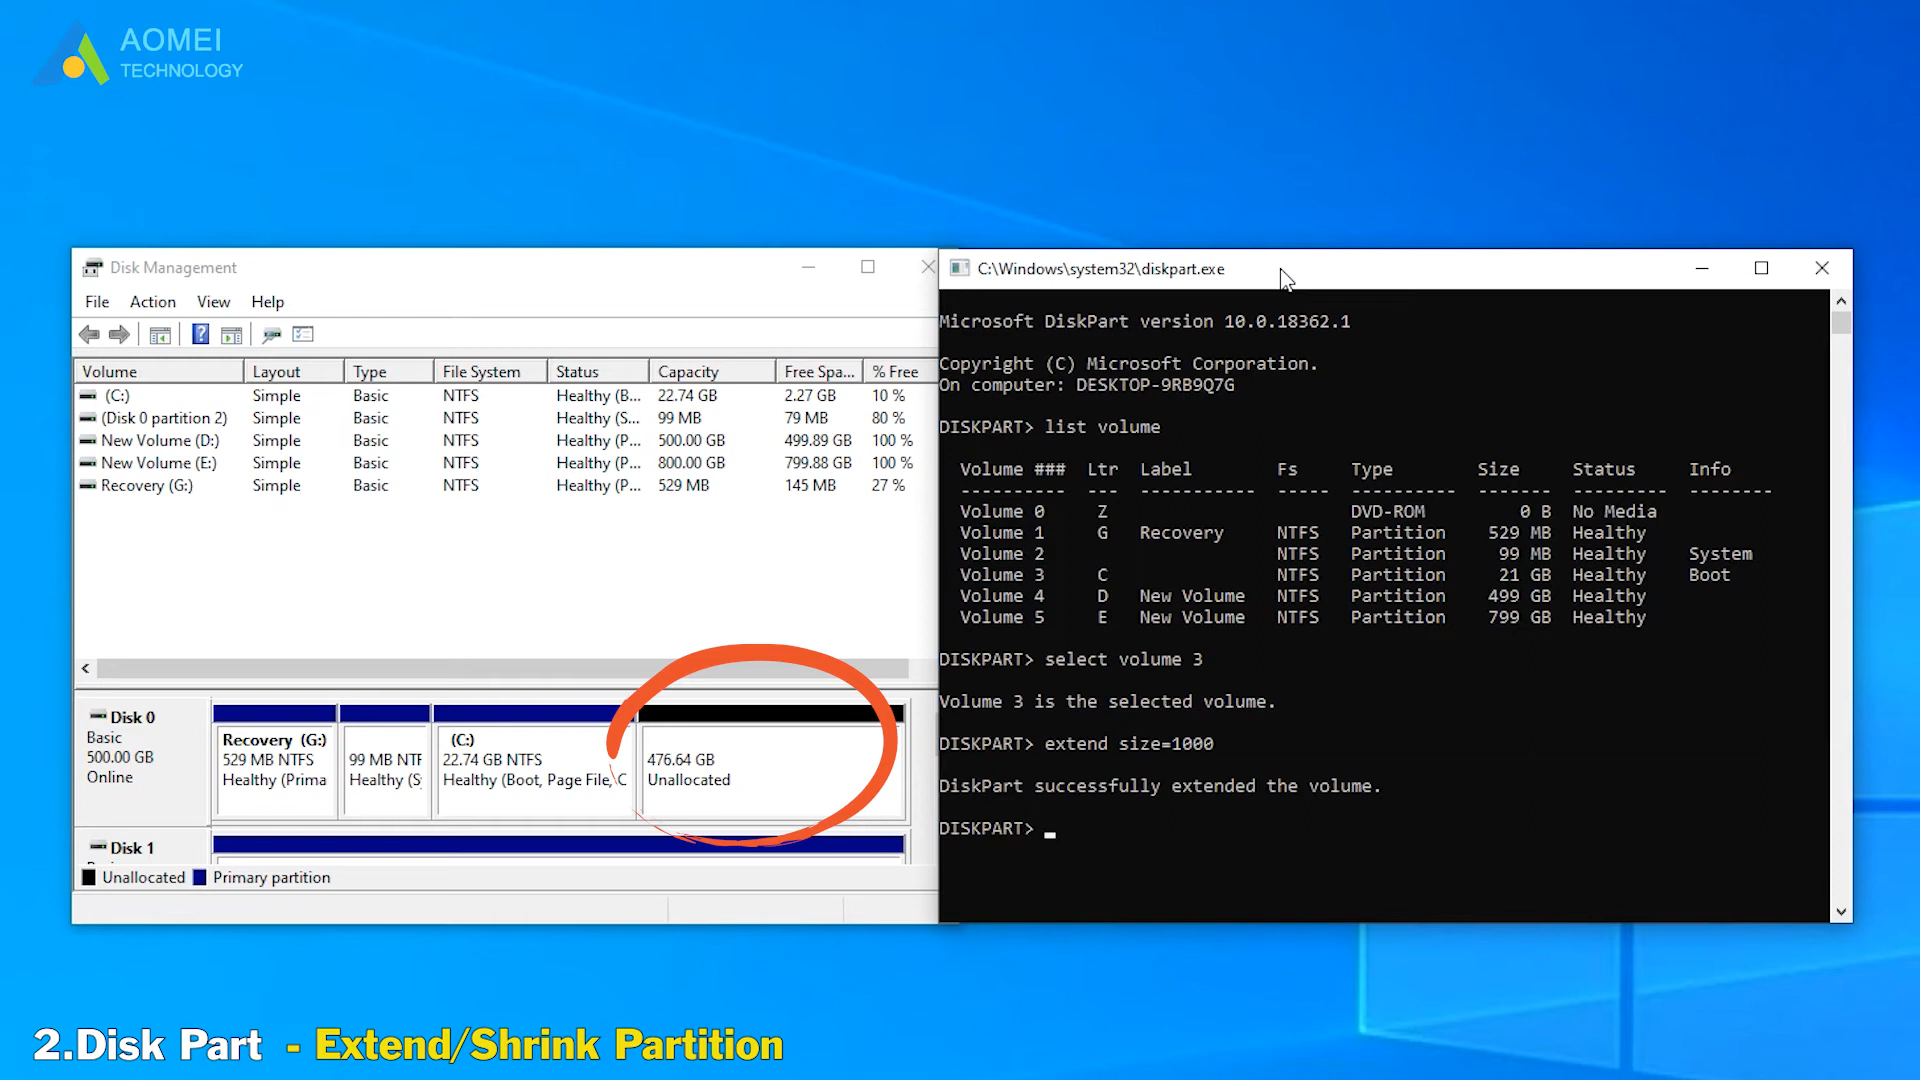 AOMEI
TECHNOLOGY
Disk Management
File Action View Help
Volume Layout Type File System Status Capacity Free Spa... % Free
(C:) Simple Basic NTFS Healthy (B... 22.74 GB 2.27 GB 10 %
(Disk 0 partition 2) Simple Basic NTFS Healthy (S... 99 MB 79 MB 80 %
New Volume (D:) Simple Basic NTFS Healthy (P... 500.00 GB 499.89 GB 100 %
New Volume (E:) Simple Basic NTFS Healthy (P... 800.00 GB 799.88 GB 100 %
Recovery (G:) Simple Basic NTFS Healthy (P... 529 MB 145 MB 27 %
Disk 0
Basic
500.00 GB
Online
Recovery (G:)
529 MB NTFS
Healthy (Prima
99 MB NTF
Healthy (Sy
(C:)
22.74 GB NTFS
Healthy (Boot, Page File, C
476.64 GB
Unallocated
Disk 1
Unallocated Primary partition
C:\Windows\system32\diskpart.exe
Microsoft DiskPart version 10.0.18362.1
Copyright (C) Microsoft Corporation.
On computer: DESKTOP-9RB9Q7G
DISKPART> list volume
Volume ### Ltr Label Fs Type Size Status Info
---------- --- ----------- ----- ---------- ------- --------- --------
Volume 0 Z DVD-ROM 0 B No Media
Volume 1 G Recovery NTFS Partition 529 MB Healthy
Volume 2 NTFS Partition 99 MB Healthy System
Volume 3 C NTFS Partition 21 GB Healthy Boot
Volume 4 D New Volume NTFS Partition 499 GB Healthy
Volume 5 E New Volume NTFS Partition 799 GB Healthy
DISKPART> select volume 3
Volume 3 is the selected volume.
DISKPART> extend size=1000
DiskPart successfully extended the volume.
DISKPART> _
2.Disk Part - Extend/Shrink Partition